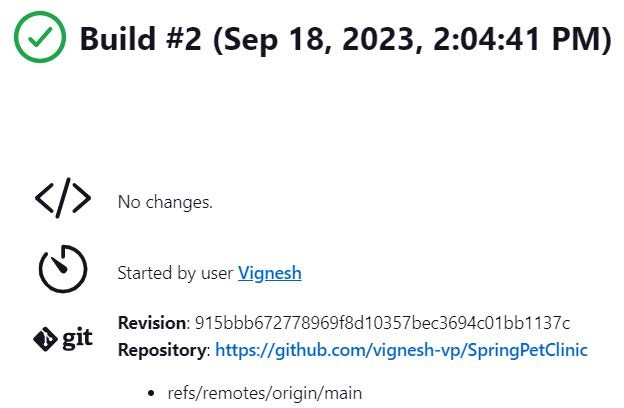 Build #2 (Sep 18, 2023, 2:04:41 PM)
No changes.
Started by user Vignesh
git
Revision: 915bbb672778969f8d10357bec3694c01bb1137c
Repository: https://github.com/vignesh-vp/SpringPetClinic
• refs/remotes/origin/main